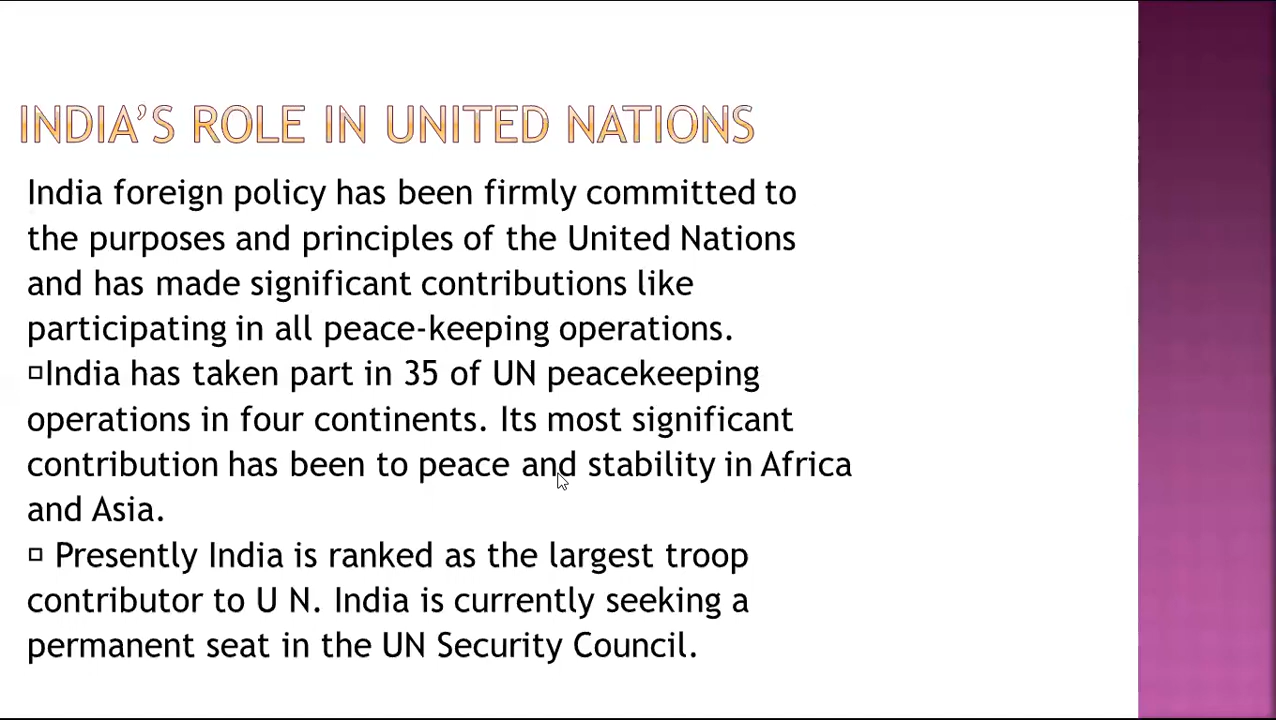 INDIA'S ROLE IN UNITED NATIONS
India foreign policy has been firmly committed to
the purposes and principles of the United Nations
and has made significant contributions like
participating in all peace-keeping operations.
▫India has taken part in 35 of UN peacekeeping
operations in four continents. Its most significant
contribution has been to peace and stability in Africa
and Asia.
▫ Presently India is ranked as the largest troop
contributor to U N. India is currently seeking a
permanent seat in the UN Security Council.